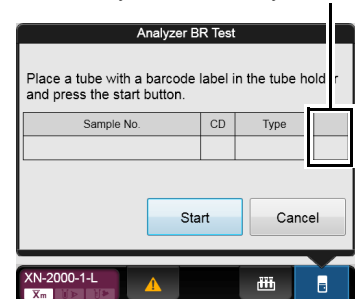 Analyzer BR Test
Place a tube with a barcode label in the tube holder
and press the start button.
Sample No. CD Type
Start Cancel
XN-2000-1-L
Xm